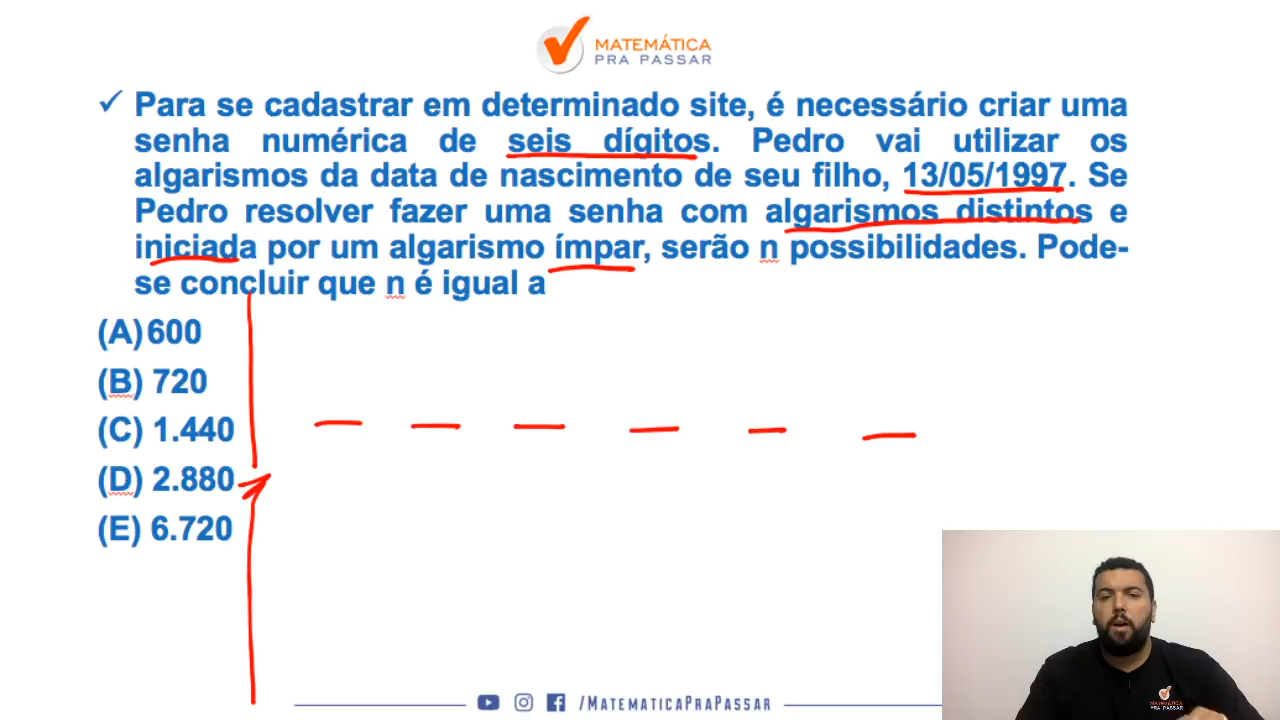 MATEMÁTICA
PRA PASSAR
✓ Para se cadastrar em determinado site, é necessário criar uma
senha numérica de seis dígitos. Pedro vai utilizar os
algarismos da data de nascimento de seu filho, 13/05/1997. Se
Pedro resolver fazer uma senha com algarismos distintos e
iniciada por um algarismo ímpar, serão n possibilidades. Pode-
se concluir que n é igual a
(A) 600
(B) 720
(C) 1.440
(D) 2.880
(E) 6.720
/MatematicaPraPassar
MATEMÁTICA
PRA PASSAR